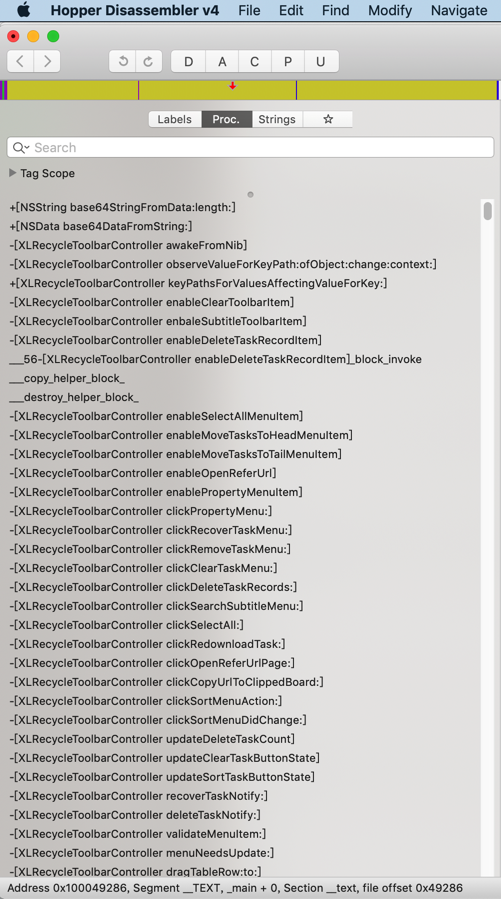 Hopper Disassembler v4 File Edit Find Modify Navigate
D A C P U
Labels Proc. Strings
Search
Tag Scope
+[NSString base64StringFromData:length:]
+[NSData base64DataFromString:]
-[XLRecycleToolbarController awakeFromNib]
-[XLRecycleToolbarController observeValueForKeyPath:ofObject:change:context:]
+[XLRecycleToolbarController keyPathsForValuesAffectingValueForKey:]
-[XLRecycleToolbarController enableClearToolbarItem]
-[XLRecycleToolbarController enbaleSubtitleToolbarItem]
-[XLRecycleToolbarController enableDeleteTaskRecordItem]
___56-[XLRecycleToolbarController enableDeleteTaskRecordItem]_block_invoke
___copy_helper_block_
___destroy_helper_block_
-[XLRecycleToolbarController enableSelectAllMenuItem]
-[XLRecycleToolbarController enableMoveTasksToHeadMenuItem]
-[XLRecycleToolbarController enableMoveTasksToTailMenuItem]
-[XLRecycleToolbarController enableOpenReferUrl]
-[XLRecycleToolbarController enablePropertyMenuItem]
-[XLRecycleToolbarController clickPropertyMenu:]
-[XLRecycleToolbarController clickRecoverTaskMenu:]
-[XLRecycleToolbarController clickRemoveTaskMenu:]
-[XLRecycleToolbarController clickClearTaskMenu:]
-[XLRecycleToolbarController clickDeleteTaskRecords:]
-[XLRecycleToolbarController clickSearchSubtitleMenu:]
-[XLRecycleToolbarController clickSelectAll:]
-[XLRecycleToolbarController clickRedownloadTask:]
-[XLRecycleToolbarController clickOpenReferUrlPage:]
-[XLRecycleToolbarController clickCopyUrlToClippedBoard:]
-[XLRecycleToolbarController clickSortMenuAction:]
-[XLRecycleToolbarController clickSortMenuDidChange:]
-[XLRecycleToolbarController updateDeleteTaskCount]
-[XLRecycleToolbarController updateClearTaskButtonState]
-[XLRecycleToolbarController updateSortTaskButtonState]
-[XLRecycleToolbarController recoverTaskNotify:]
-[XLRecycleToolbarController deleteTaskNotify:]
-[XLRecycleToolbarController validateMenuItem:]
-[XLRecycleToolbarController menuNeedsUpdate:]
-[XLRecycleToolbarController dragTableRow:to:]
Address 0x100049286, Segment __TEXT, _main + 0, Section __text, file offset 0x49286